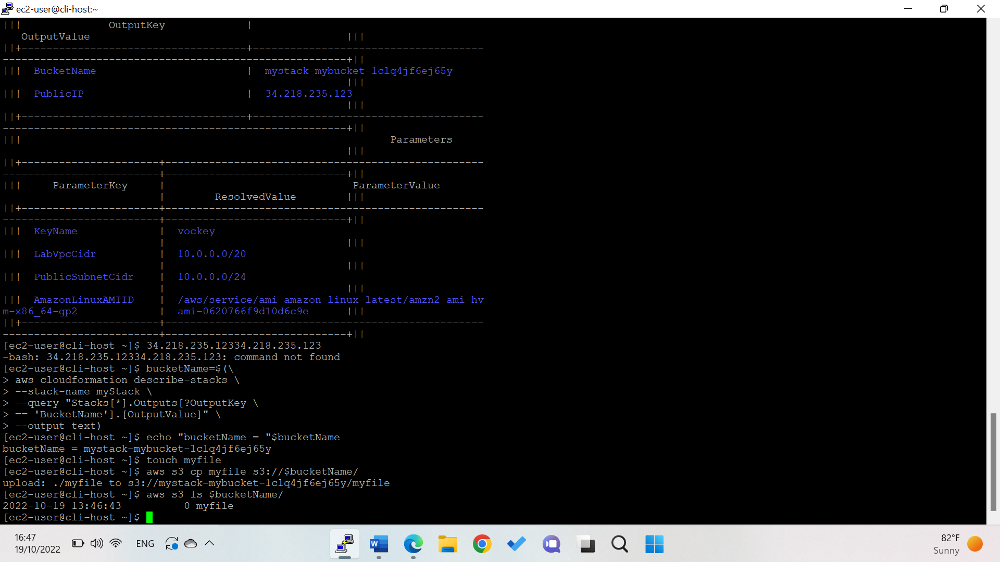 ec2-user@cli-host:~
||| OutputKey |
OutputValue |||
||+------------------------------------+-------------------------------------
-------------------------------------------------------+||
||| BucketName | mystack-mybucket-1clq4jf6ej65y
|||
||| PublicIP | 34.218.235.123
|||
||+------------------------------------+-------------------------------------
-------------------------------------------------------+||
||| Parameters
|||
||+----------------------+---------------------------------------------------
-------------------------+-----------------------------+||
||| ParameterKey | ParameterValue
| ResolvedValue |||
||+----------------------+---------------------------------------------------
-------------------------+-----------------------------+||
||| KeyName | vockey
| |||
||| LabVpcCidr | 10.0.0.0/20
| |||
||| PublicSubnetCidr | 10.0.0.0/24
| |||
||| AmazonLinuxAMIID | /aws/service/ami-amazon-linux-latest/amzn2-ami-hv
m-x86_64-gp2 | ami-0620766f9d10d6c9e |||
||+----------------------+---------------------------------------------------
-------------------------+-----------------------------+||
[ec2-user@cli-host ~]$ 34.218.235.12334.218.235.123
-bash: 34.218.235.12334.218.235.123: command not found
[ec2-user@cli-host ~]$ bucketName=$(\
> aws cloudformation describe-stacks \
> --stack-name myStack \
> --query "Stacks[*].Outputs[?OutputKey \
> == 'BucketName'].[OutputValue]" \
> --output text)
[ec2-user@cli-host ~]$ echo "bucketName = "$bucketName
bucketName = mystack-mybucket-1clq4jf6ej65y
[ec2-user@cli-host ~]$ touch myfile
[ec2-user@cli-host ~]$ aws s3 cp myfile s3://$bucketName/
upload: ./myfile to s3://mystack-mybucket-1clq4jf6ej65y/myfile
[ec2-user@cli-host ~]$ aws s3 ls $bucketName/
2022-10-19 13:46:43 0 myfile
[ec2-user@cli-host ~]$
16:47
19/10/2022
ENG
W
82°F
Sunny